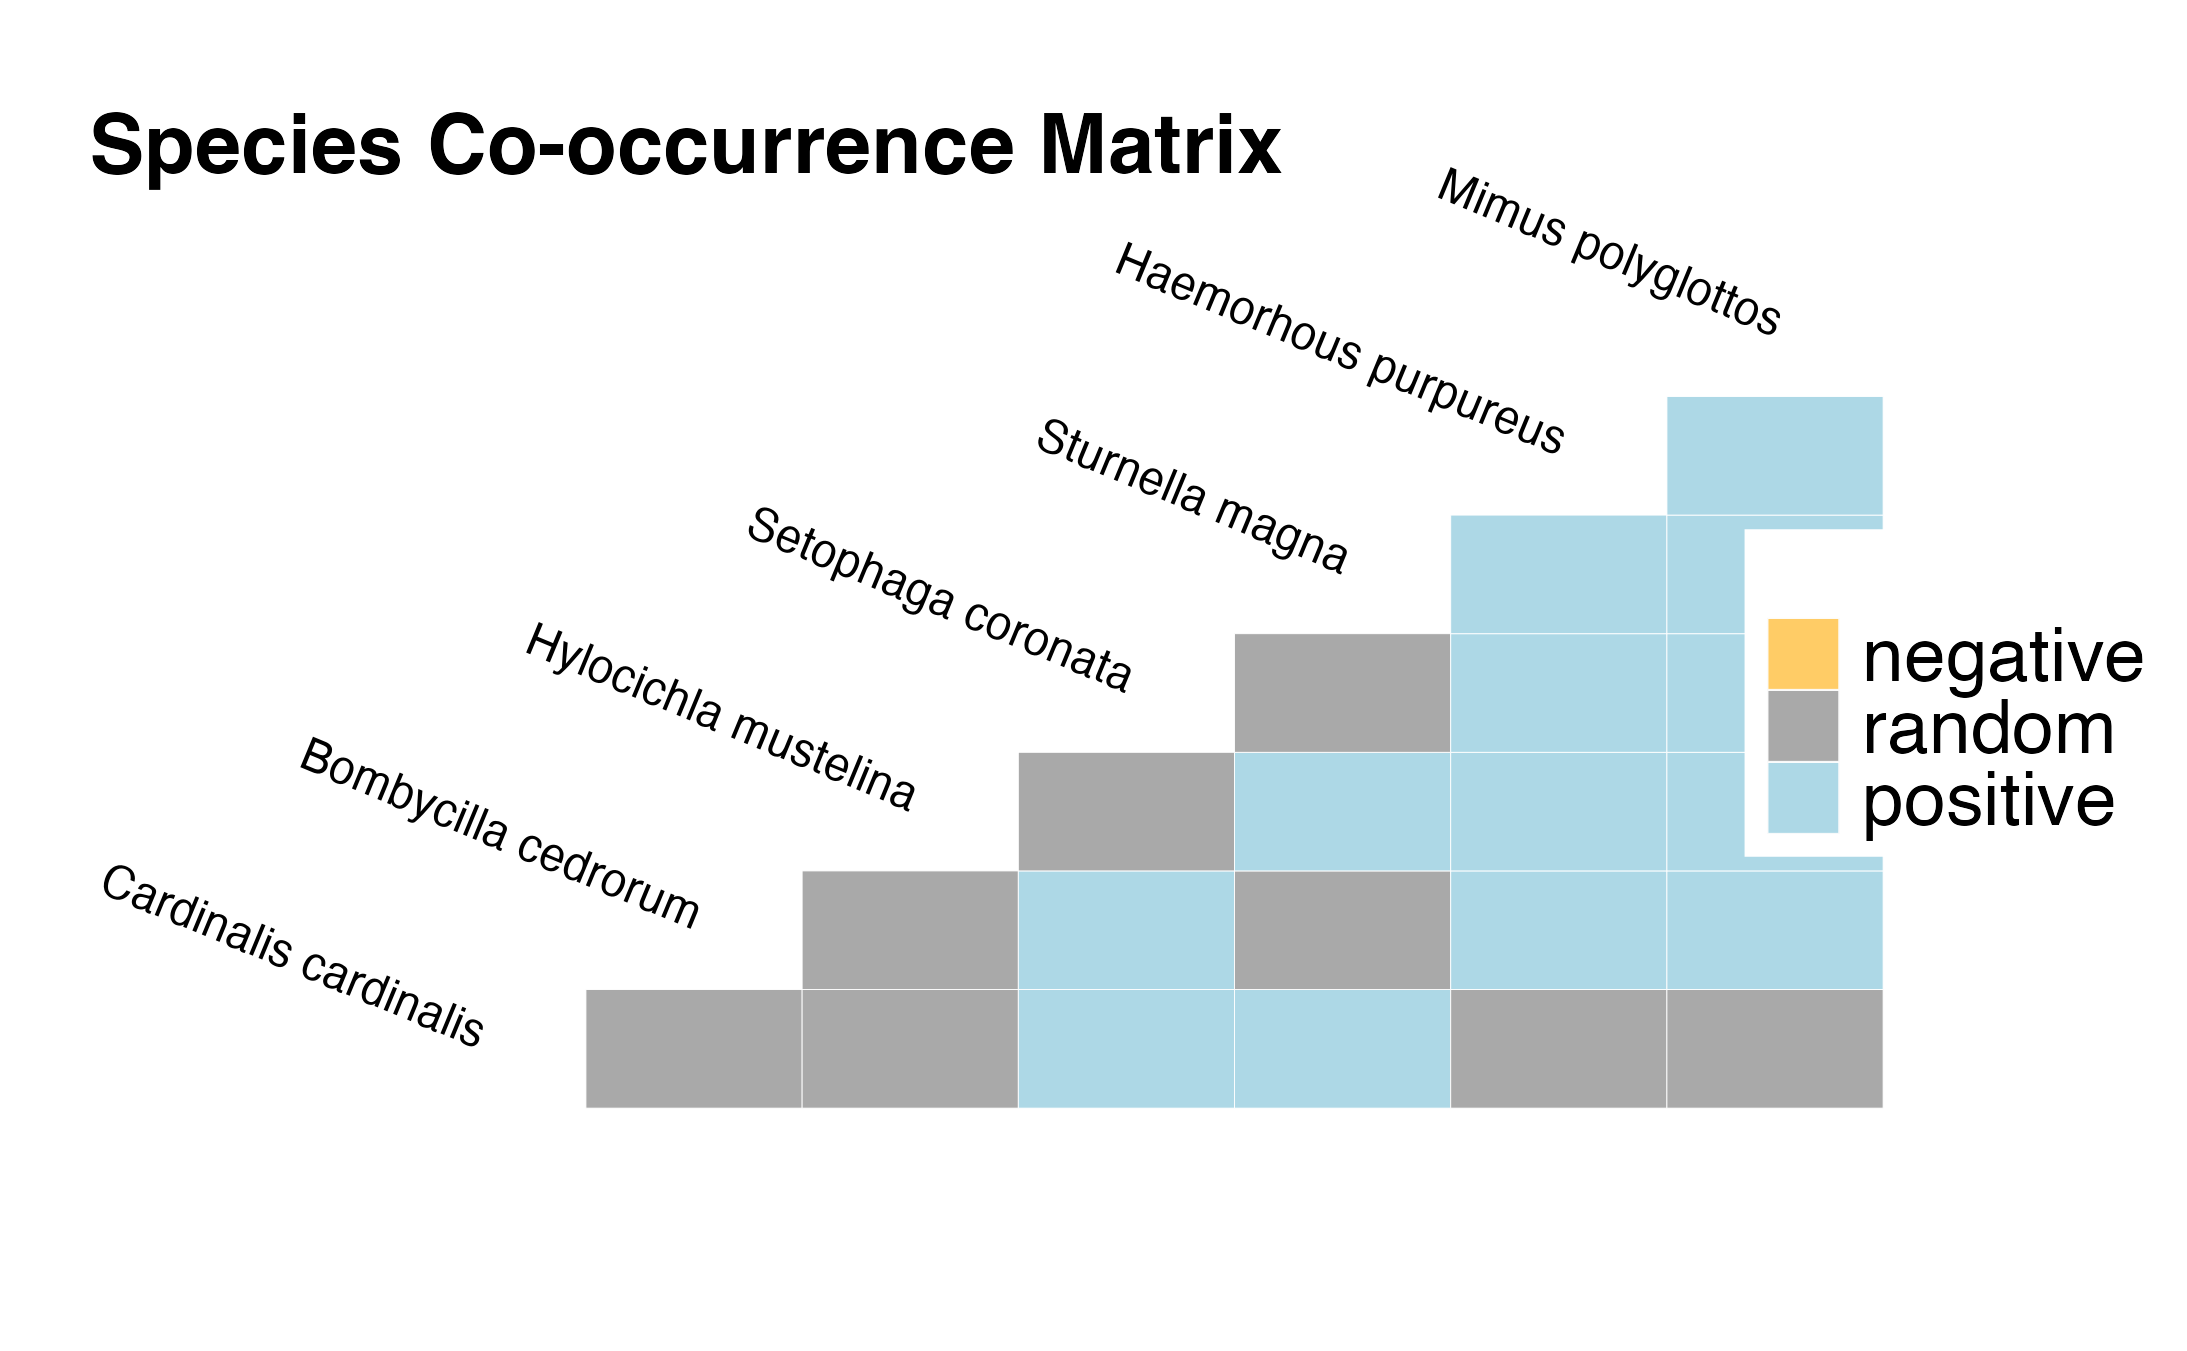 Species Co-occurrence Matrix
Mimus polyglottos
Haemorhous purpureus
Sturnella magna
Setophaga coronata
Hylocichla mustelina
Bombycilla cedrorum
Cardinalis cardinalis
negative
random
positive